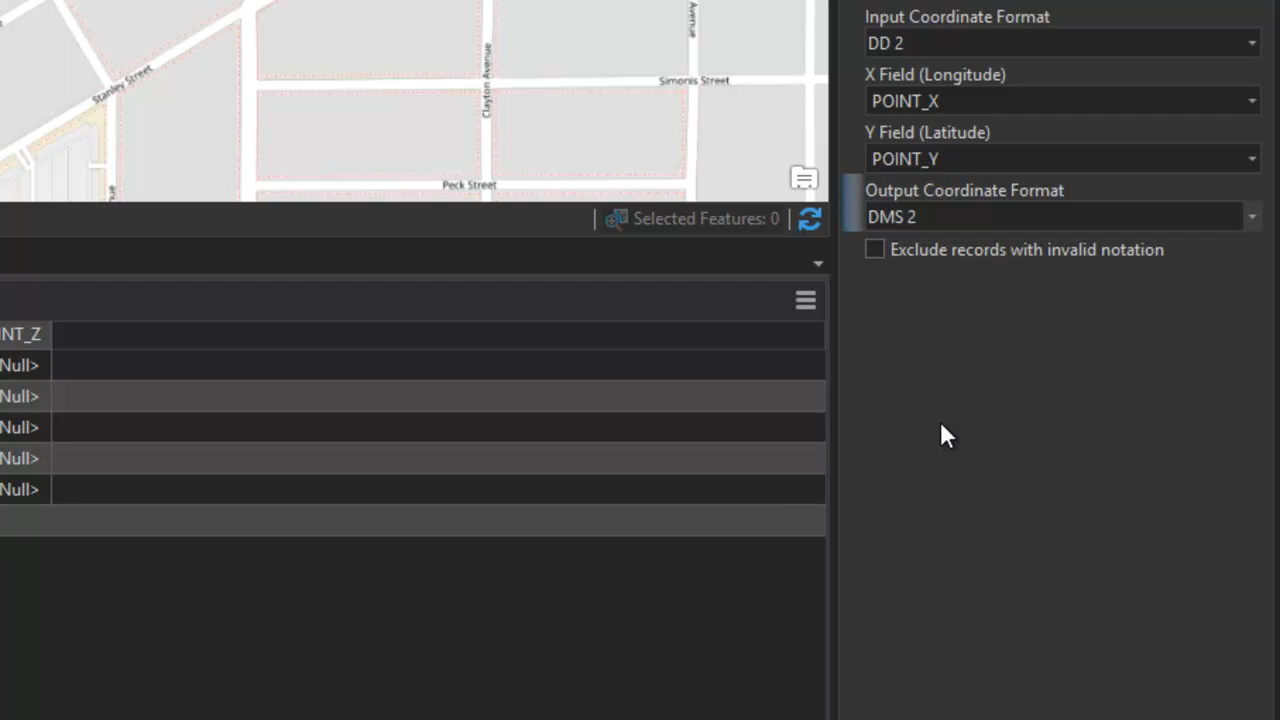 Stanley Street
Clayton Avenue
Avenue
Simonis Street
Peck Street
Selected Features: 0
NT_Z
Null>
Null>
Null>
Null>
Null>
Input Coordinate Format
DD 2
X Field (Longitude)
POINT_X
Y Field (Latitude)
POINT_Y
Output Coordinate Format
DMS 2
Exclude records with invalid notation